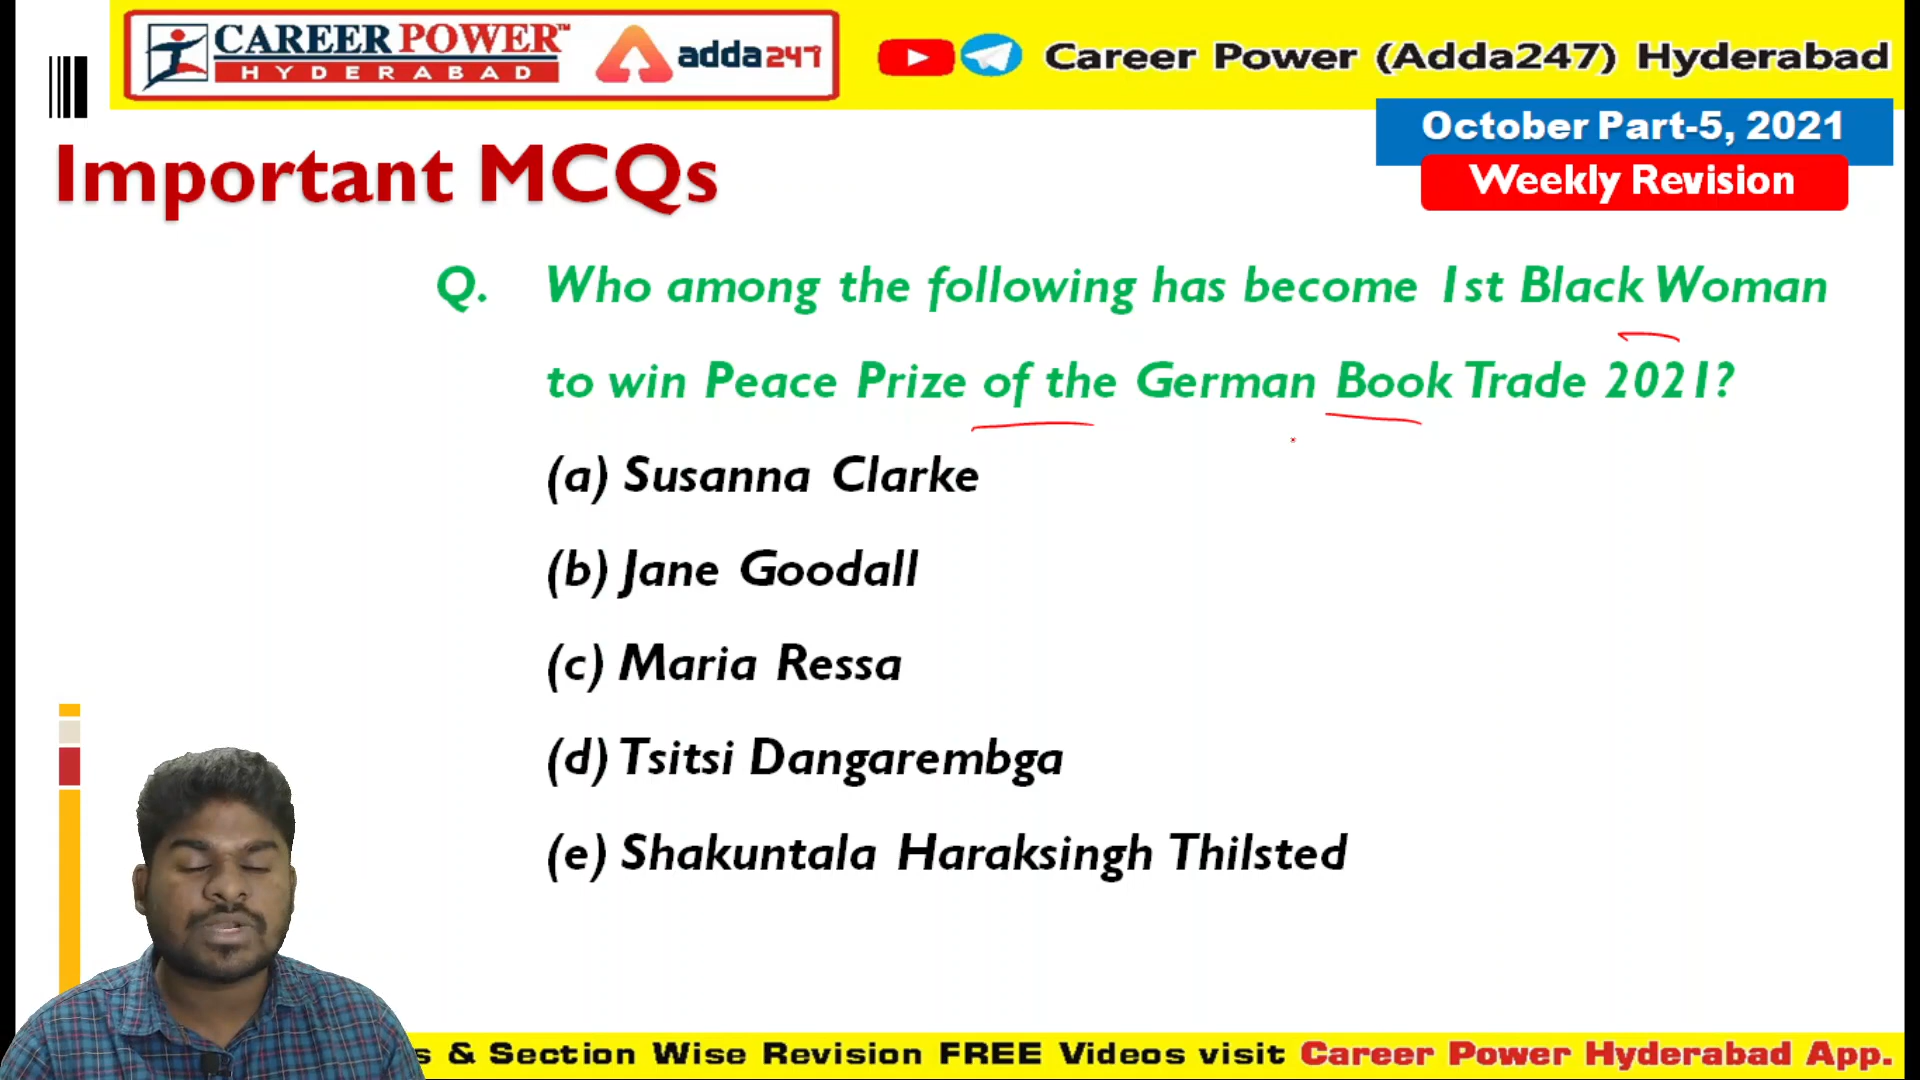 CAREER POWER™
HYDERABAD
adda247
Career Power (Adda247) Hyderabad
October Part-5, 2021
Weekly Revision
Important MCQs
Q. Who among the following has become 1st Black Woman
to win Peace Prize of the German Book Trade 2021?
(a) Susanna Clarke
(b) Jane Goodall
(c) Maria Ressa
(d) Tsitsi Dangarembga
(e) Shakuntala Haraksingh Thilsted
s & Section Wise Revision FREE Videos visit Career Power Hyderabad App.